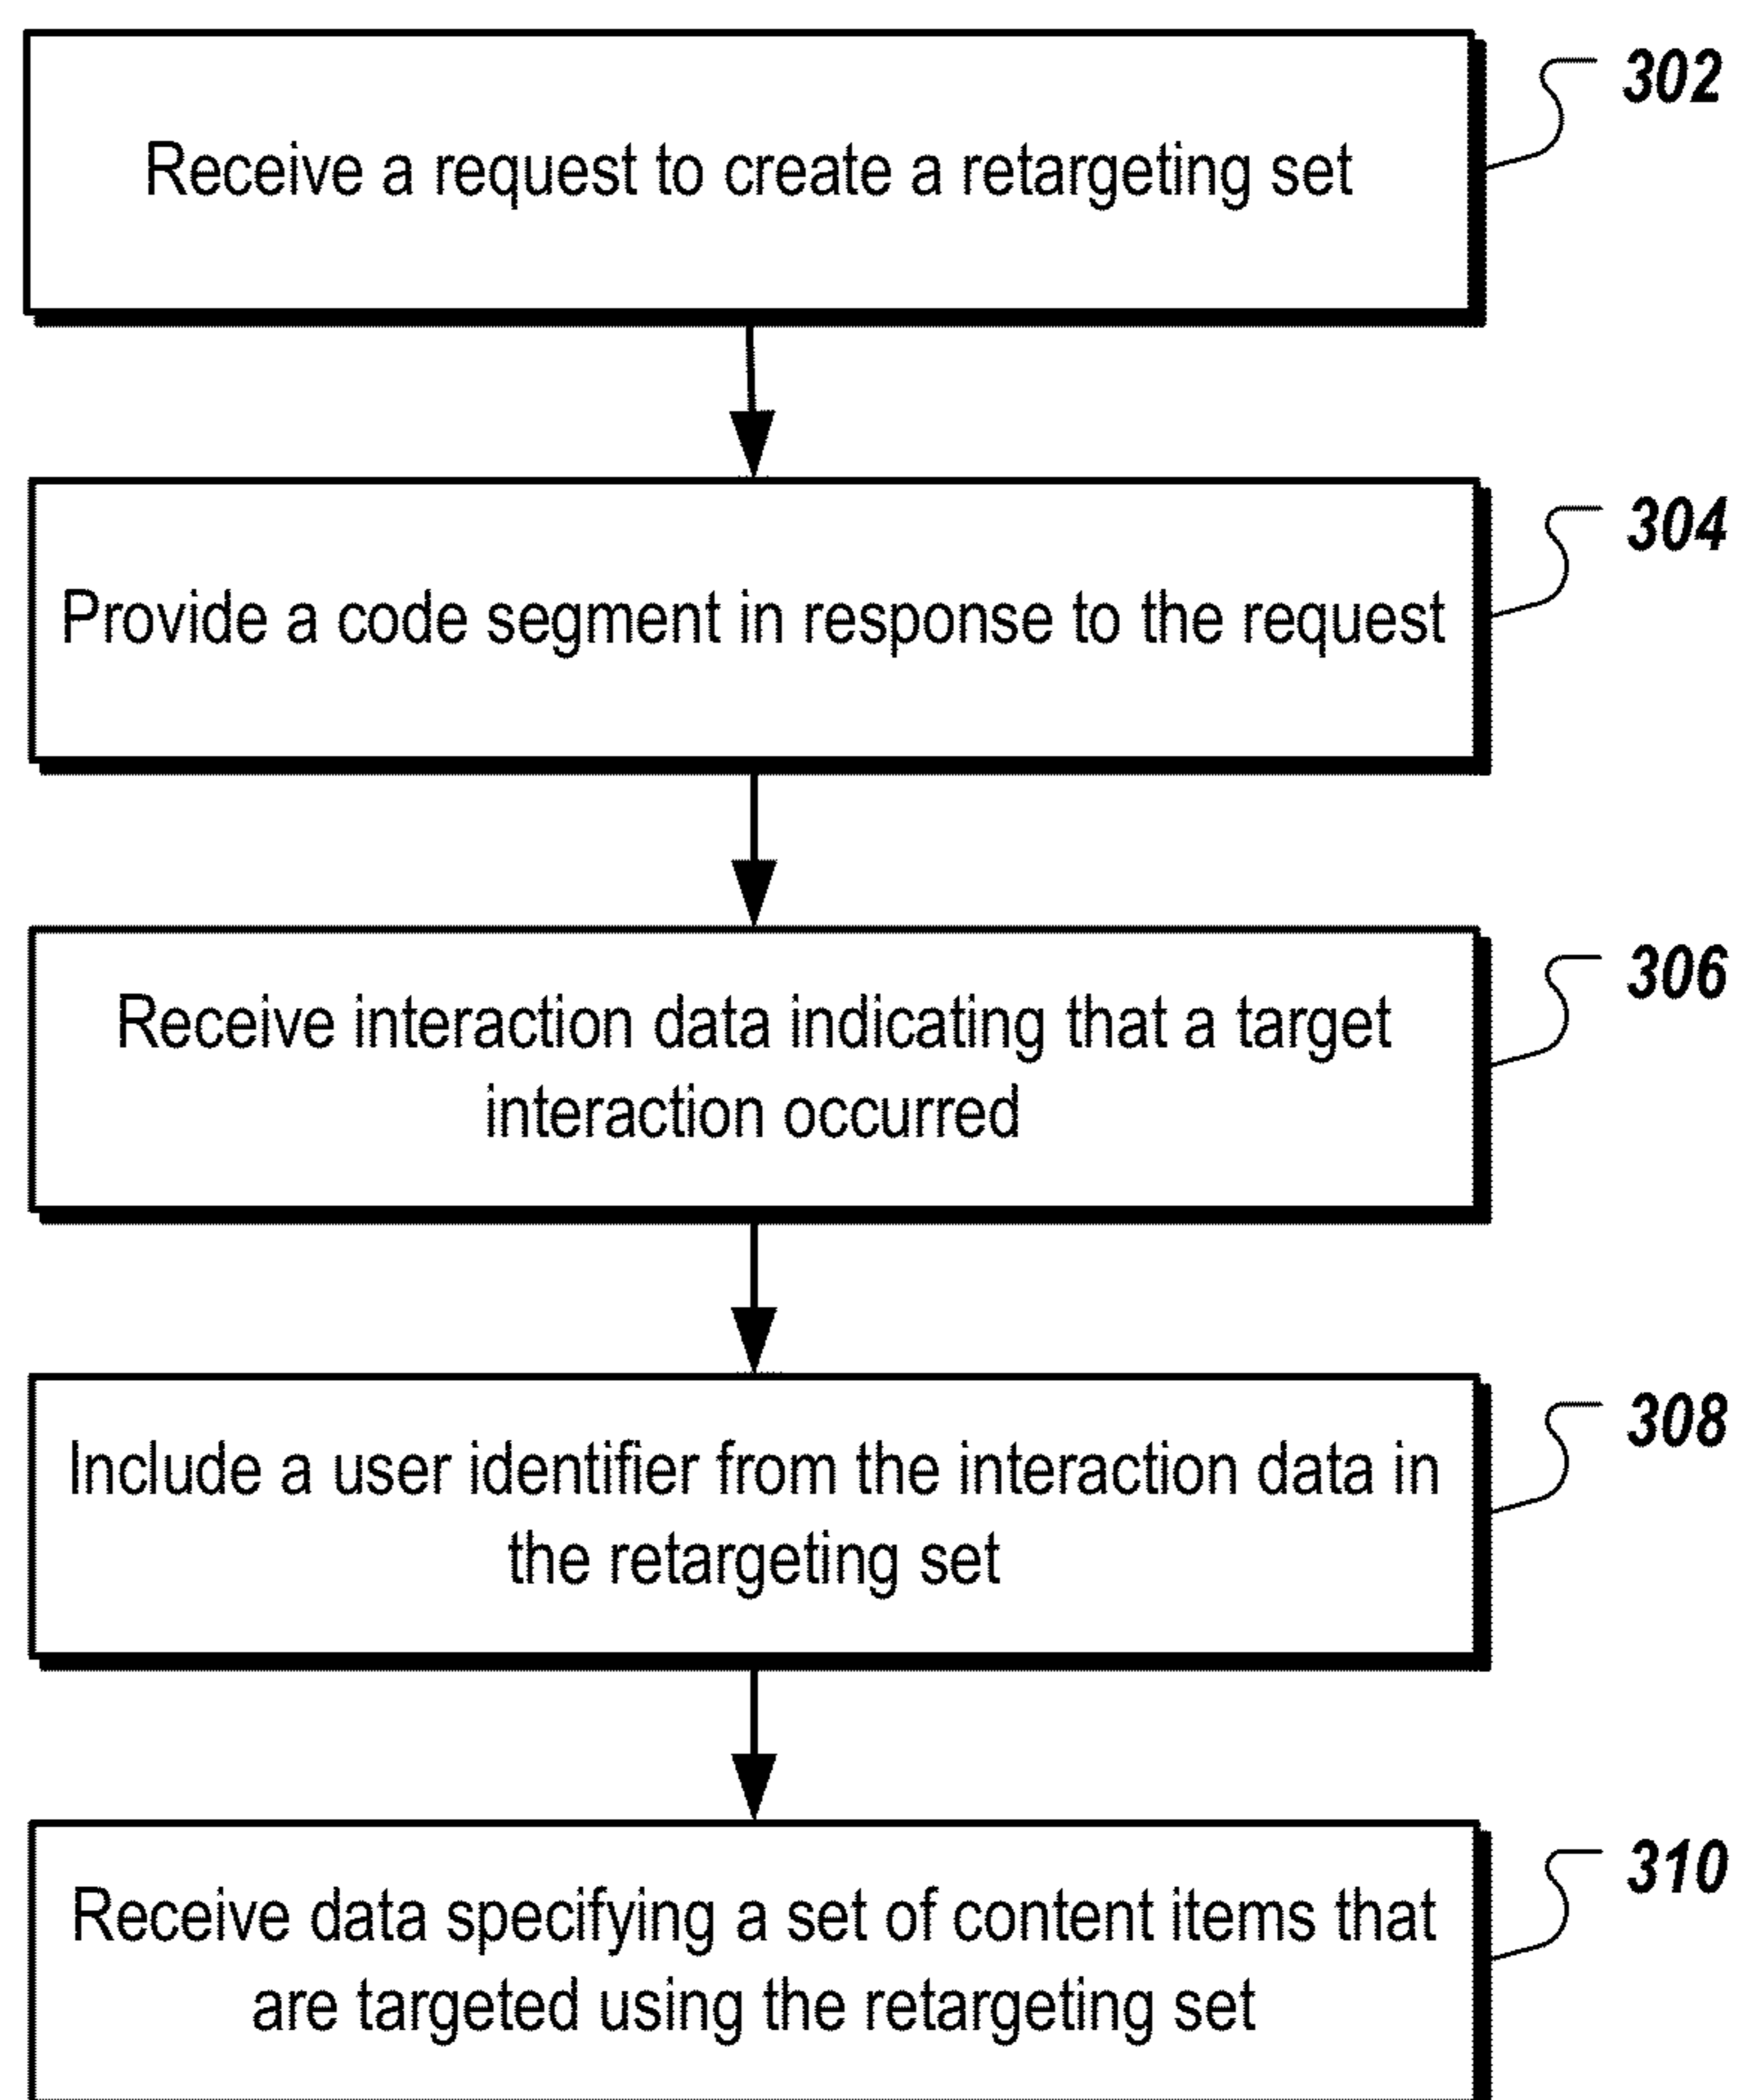 302
Receive a request to create a retargeting set
304
Provide a code segment in response to the request
306
Receive interaction data indicating that a target
interaction occurred
308
Include a user identifier from the interaction data in
the retargeting set
310
Receive data specifying a set of content items that
are targeted using the retargeting set